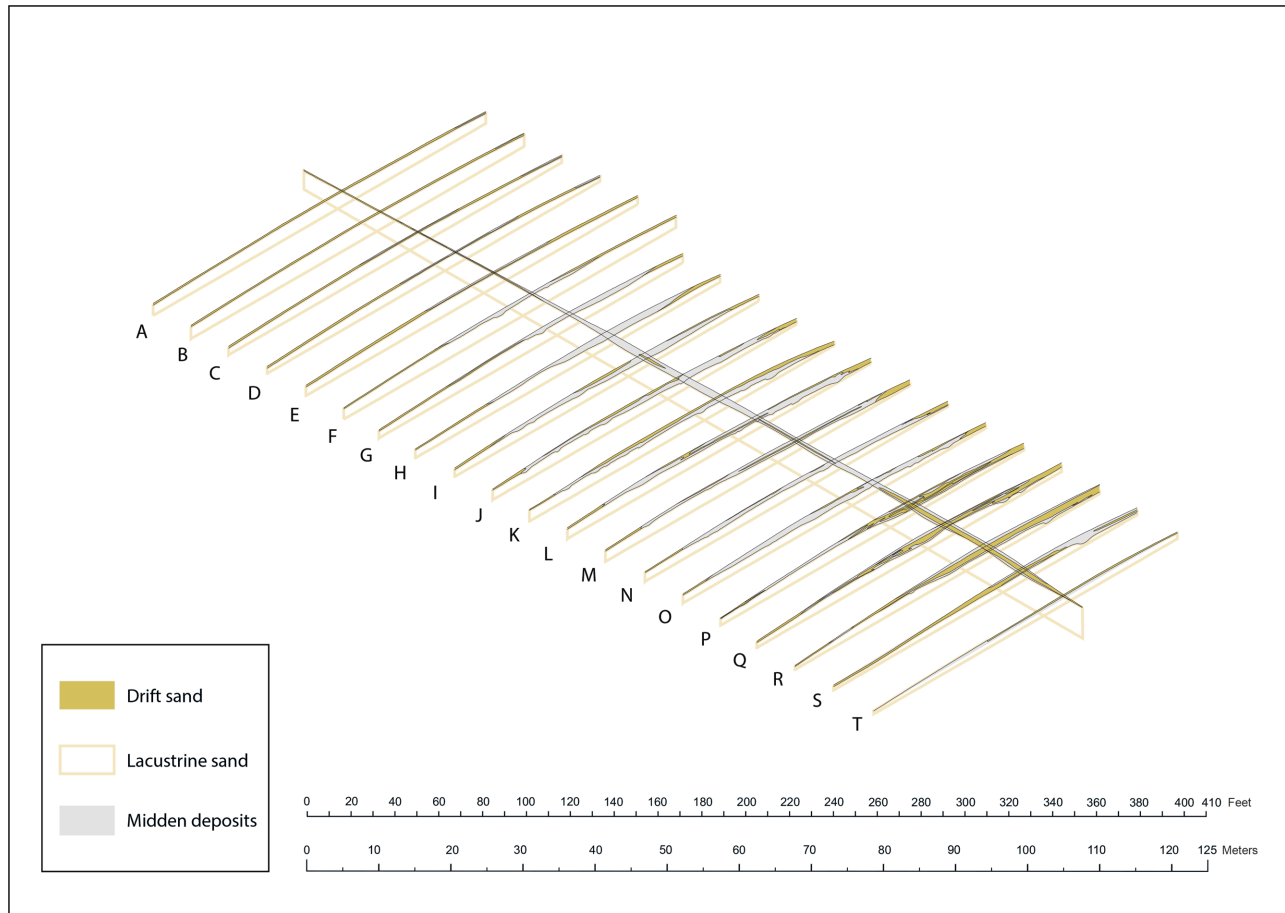 A
B
C
D
E
F
G
H
I
J
K
L
M
N
O
P
Q
R
S
T
Drift sand
Lacustrine sand
Midden deposits
0 20 40 60 80 100 120 140 160 180 200 220 240 260 280 300 320 340 360 380 400 410 Feet
0 10 20 30 40 50 60 70 80 90 100 110 120 125 Meters